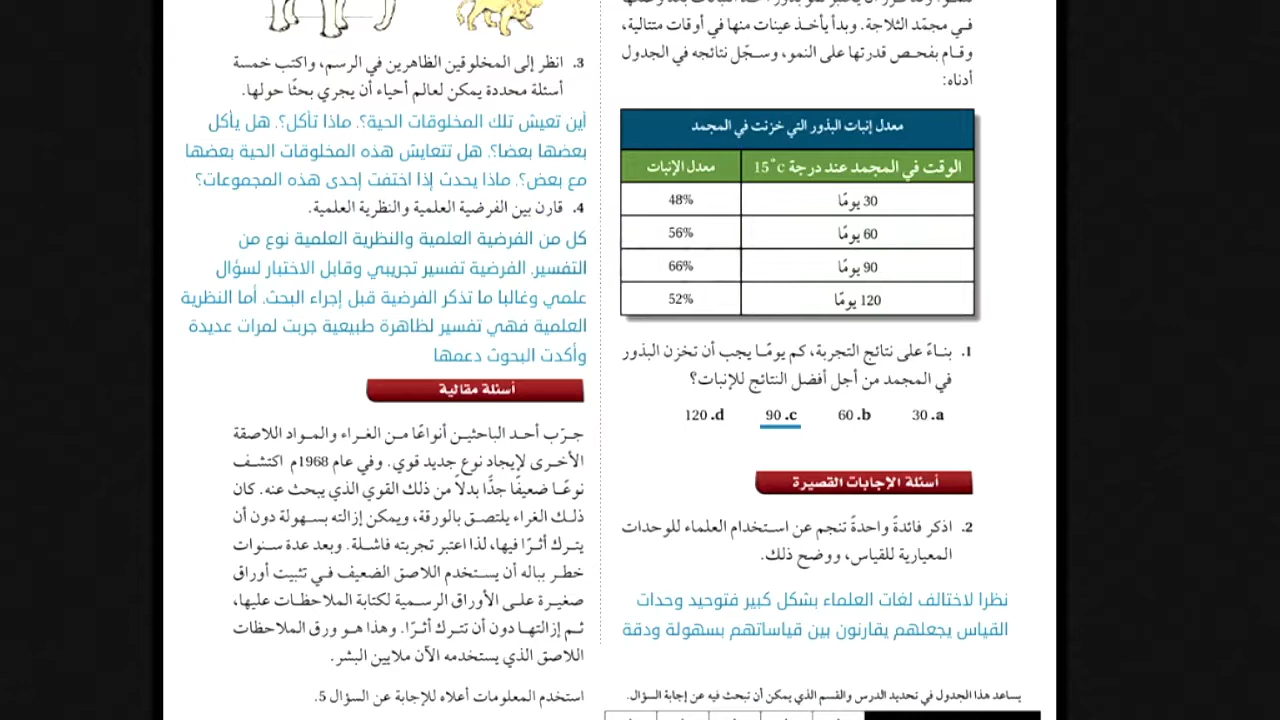 في مجمّد الثلاجة. وبدأ يأخذ عينات منها في أوقات متتالية،
وقام بفحص قدرتها على النمو، وسجّل نتائجه في الجدول
أدناه:
معدل إنبات البذور التي خزنت في المجمد
الوقت في المجمد عند درجة 15°c معدل الإنبات
30 يومًا 48%
60 يومًا 56%
90 يومًا 66%
120 يومًا 52%
1. بناءً على نتائج التجربة، كم يومًا يجب أن تخزن البذور
في المجمد من أجل أفضل النتائج للإنبات؟
30 .a 60 .b 90 .c 120 .d
أسئلة الإجابات القصيرة
2. اذكر فائدةً واحدةً تنجم عن استخدام العلماء للوحدات
المعيارية للقياس، ووضح ذلك.
نظرا لاختالف لغات العلماء بشكل كبير فتوحيد وحدات
القياس يجعلهم يقارنون بين قياساتهم بسهولة ودقة
يساعد هذا الجدول في تحديد الدرس والقسم الذي يمكن أن تبحث فيه عن إجابة السؤال.
3. انظر إلى المخلوقين الظاهرين في الرسم، واكتب خمسة
أسئلة محددة يمكن لعالم أحياء أن يجري بحثًا حولها.
أين تعيش تلك المخلوقات الحية؟. ماذا تأكل؟. هل يأكل
بعضها بعضا؟. هل تتعايش هذه المخلوقات الحية بعضها
مع بعض؟. ماذا يحدث إذا اختفت إحدى هذه المجموعات؟
4. قارن بين الفرضية العلمية والنظرية العلمية.
كل من الفرضية العلمية والنظرية العلمية نوع من
التفسير. الفرضية تفسير تجريبي وقابل الاختبار لسؤال
علمي وغالبا ما تذكر الفرضية قبل إجراء البحث. أما النظرية
العلمية فهي تفسير لظاهرة طبيعية جربت لمرات عديدة
وأكدت البحوث دعمها
أسئلة مقالية
جرّب أحد الباحثين أنواعًا من الغراء والمواد اللاصقة
الأخرى لإيجاد نوع جديد قوي. وفي عام 1968م اكتشف
نوعًا ضعيفًا جدًّا بدلاً من ذلك القوي الذي يبحث عنه. كان
ذلك الغراء يلتصق بالورقة، ويمكن إزالته بسهولة دون أن
يترك أثرًا فيها، لذا اعتبر تجربته فاشلة. وبعد عدة سنوات
خطر بباله أن يستخدم اللاصق الضعيف في تثبيت أوراق
صغيرة على الأوراق الرسمية لكتابة الملاحظات عليها،
ثم إزالتها دون أن تترك أثرًا. وهذا هو ورق الملاحظات
اللاصق الذي يستخدمه الآن ملايين البشر.
استخدم المعلومات أعلاه للإجابة عن السؤال 5.